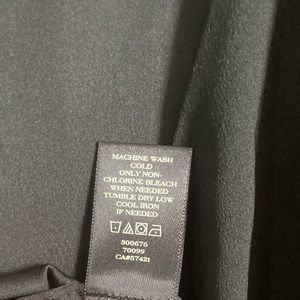 MACHINE WASH
COLD
ONLY NON-
CHLORINE BLEACH
WHEN NEEDED
TUMBLE DRY LOW
COOL IRON
IF NEEDED
300676
70099
CA#57421